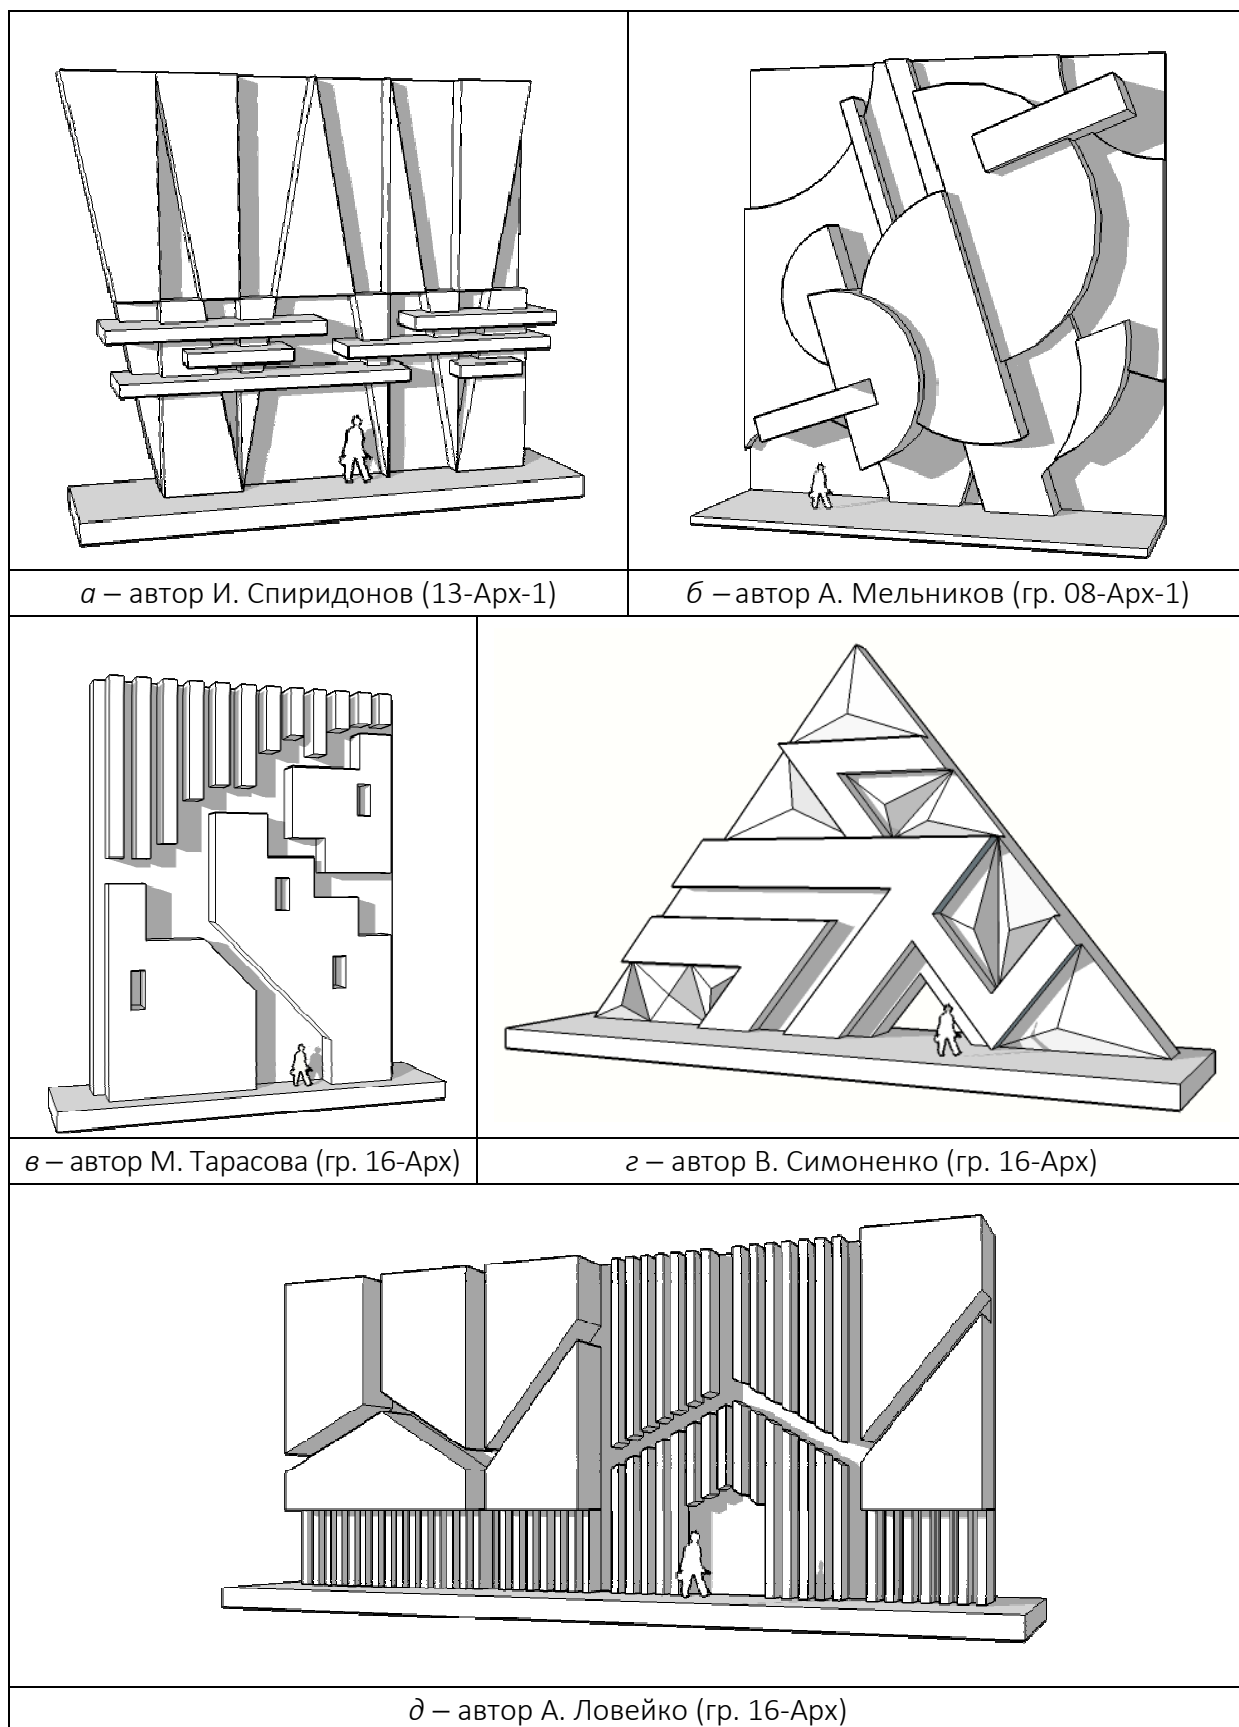 а – автор И. Спиридонов (13-Арх-1)
б – автор А. Мельников (гр. 08-Арх-1)
в – автор М. Тарасова (гр. 16-Арх)
г – автор В. Симоненко (гр. 16-Арх)
д – автор А. Ловейко (гр. 16-Арх)